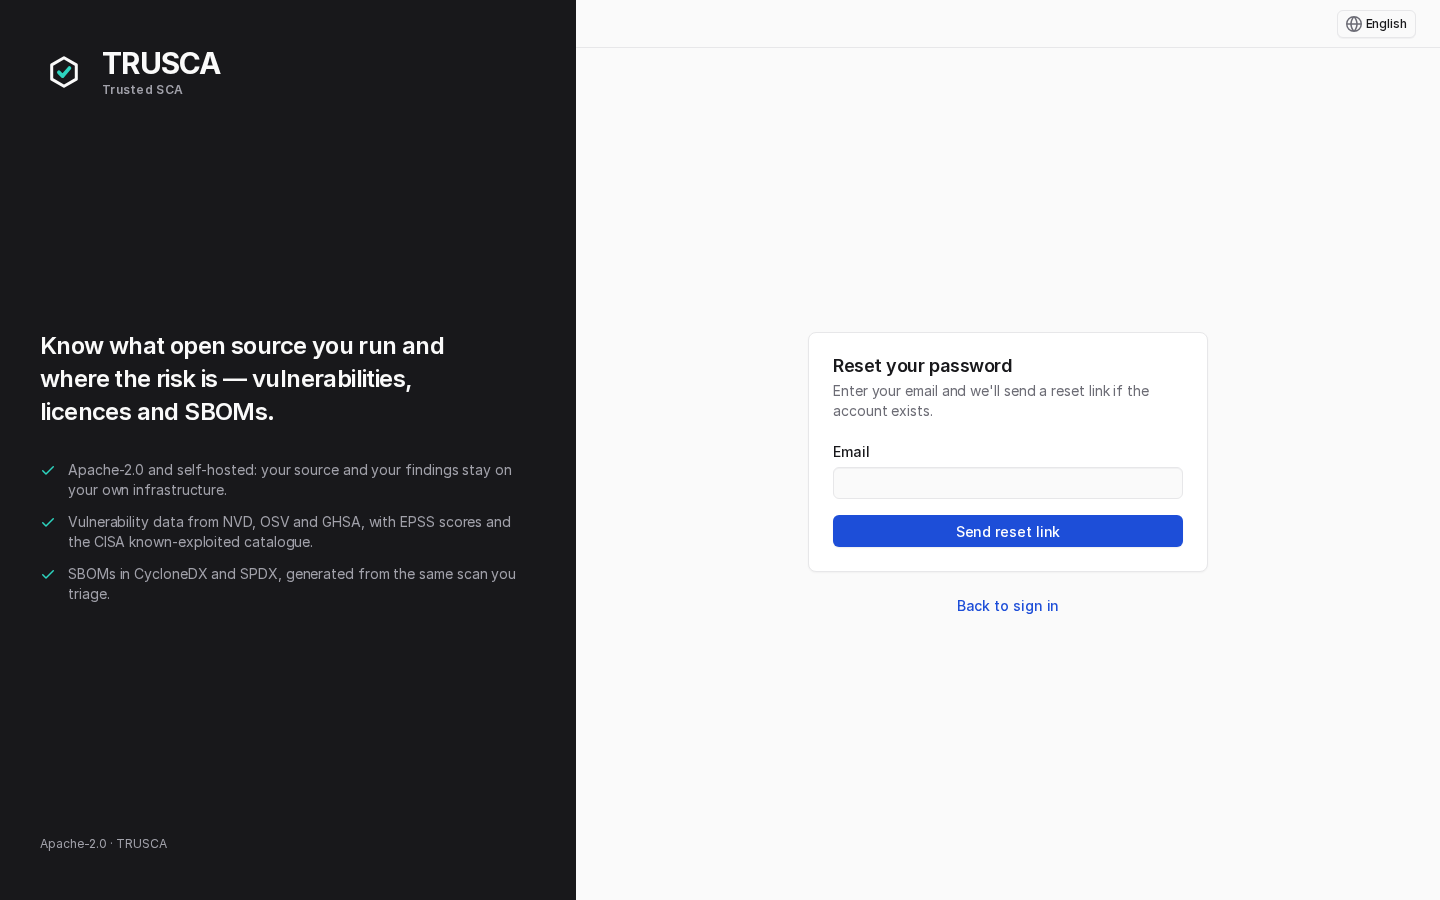 TRUSCA
Trusted SCA
Know what open source you run and
where the risk is — vulnerabilities,
licences and SBOMs.
Apache-2.0 and self-hosted: your source and your findings stay on
your own infrastructure.
Vulnerability data from NVD, OSV and GHSA, with EPSS scores and
the CISA known-exploited catalogue.
SBOMs in CycloneDX and SPDX, generated from the same scan you
triage.
Apache-2.0 · TRUSCA
English
Reset your password
Enter your email and we'll send a reset link if the
account exists.
Email
Send reset link
Back to sign in